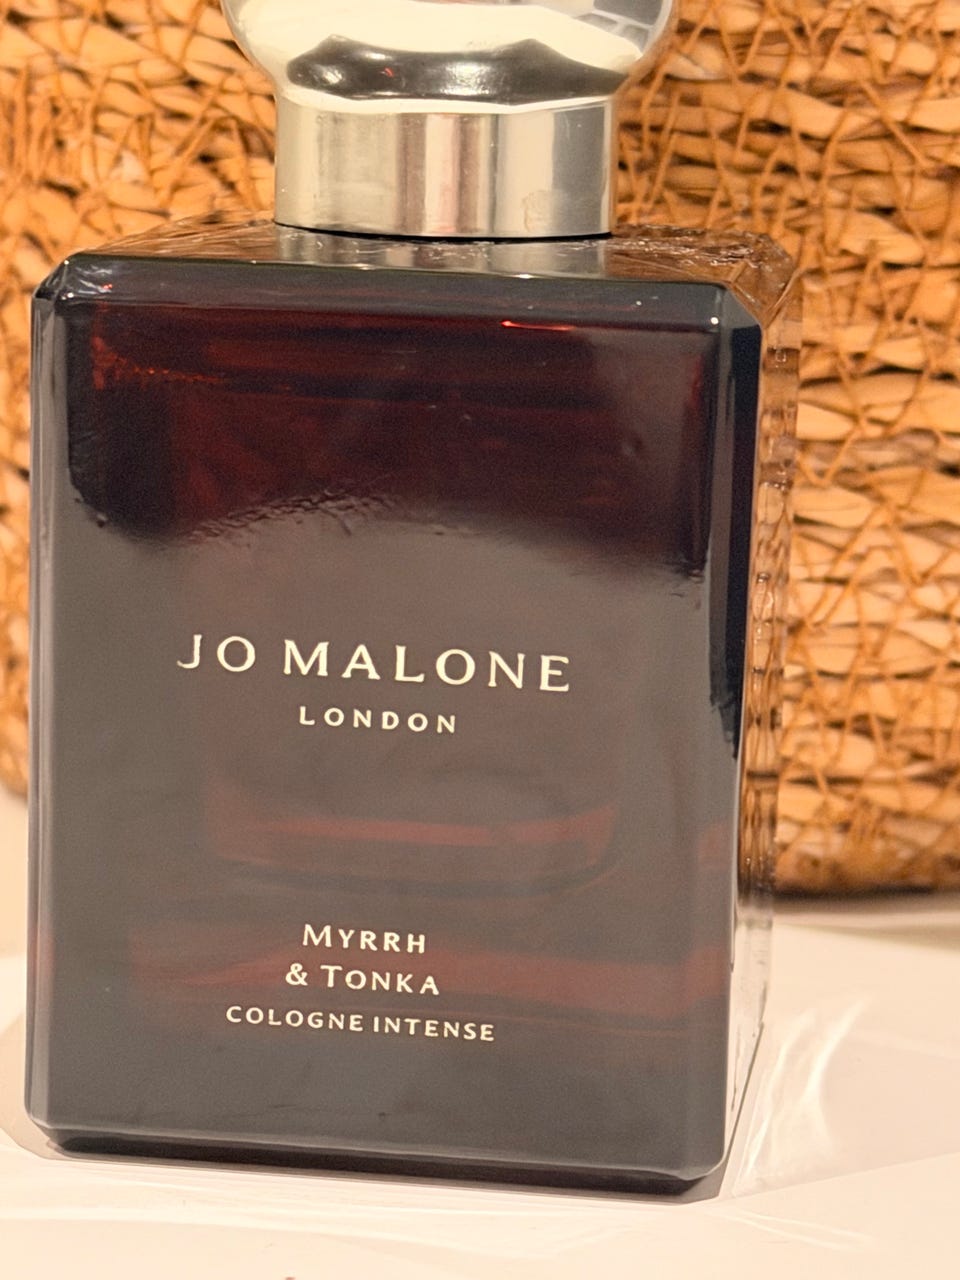 JO MALONE
LONDON
MYRRH
& TONKA
COLOGNE INTENSE